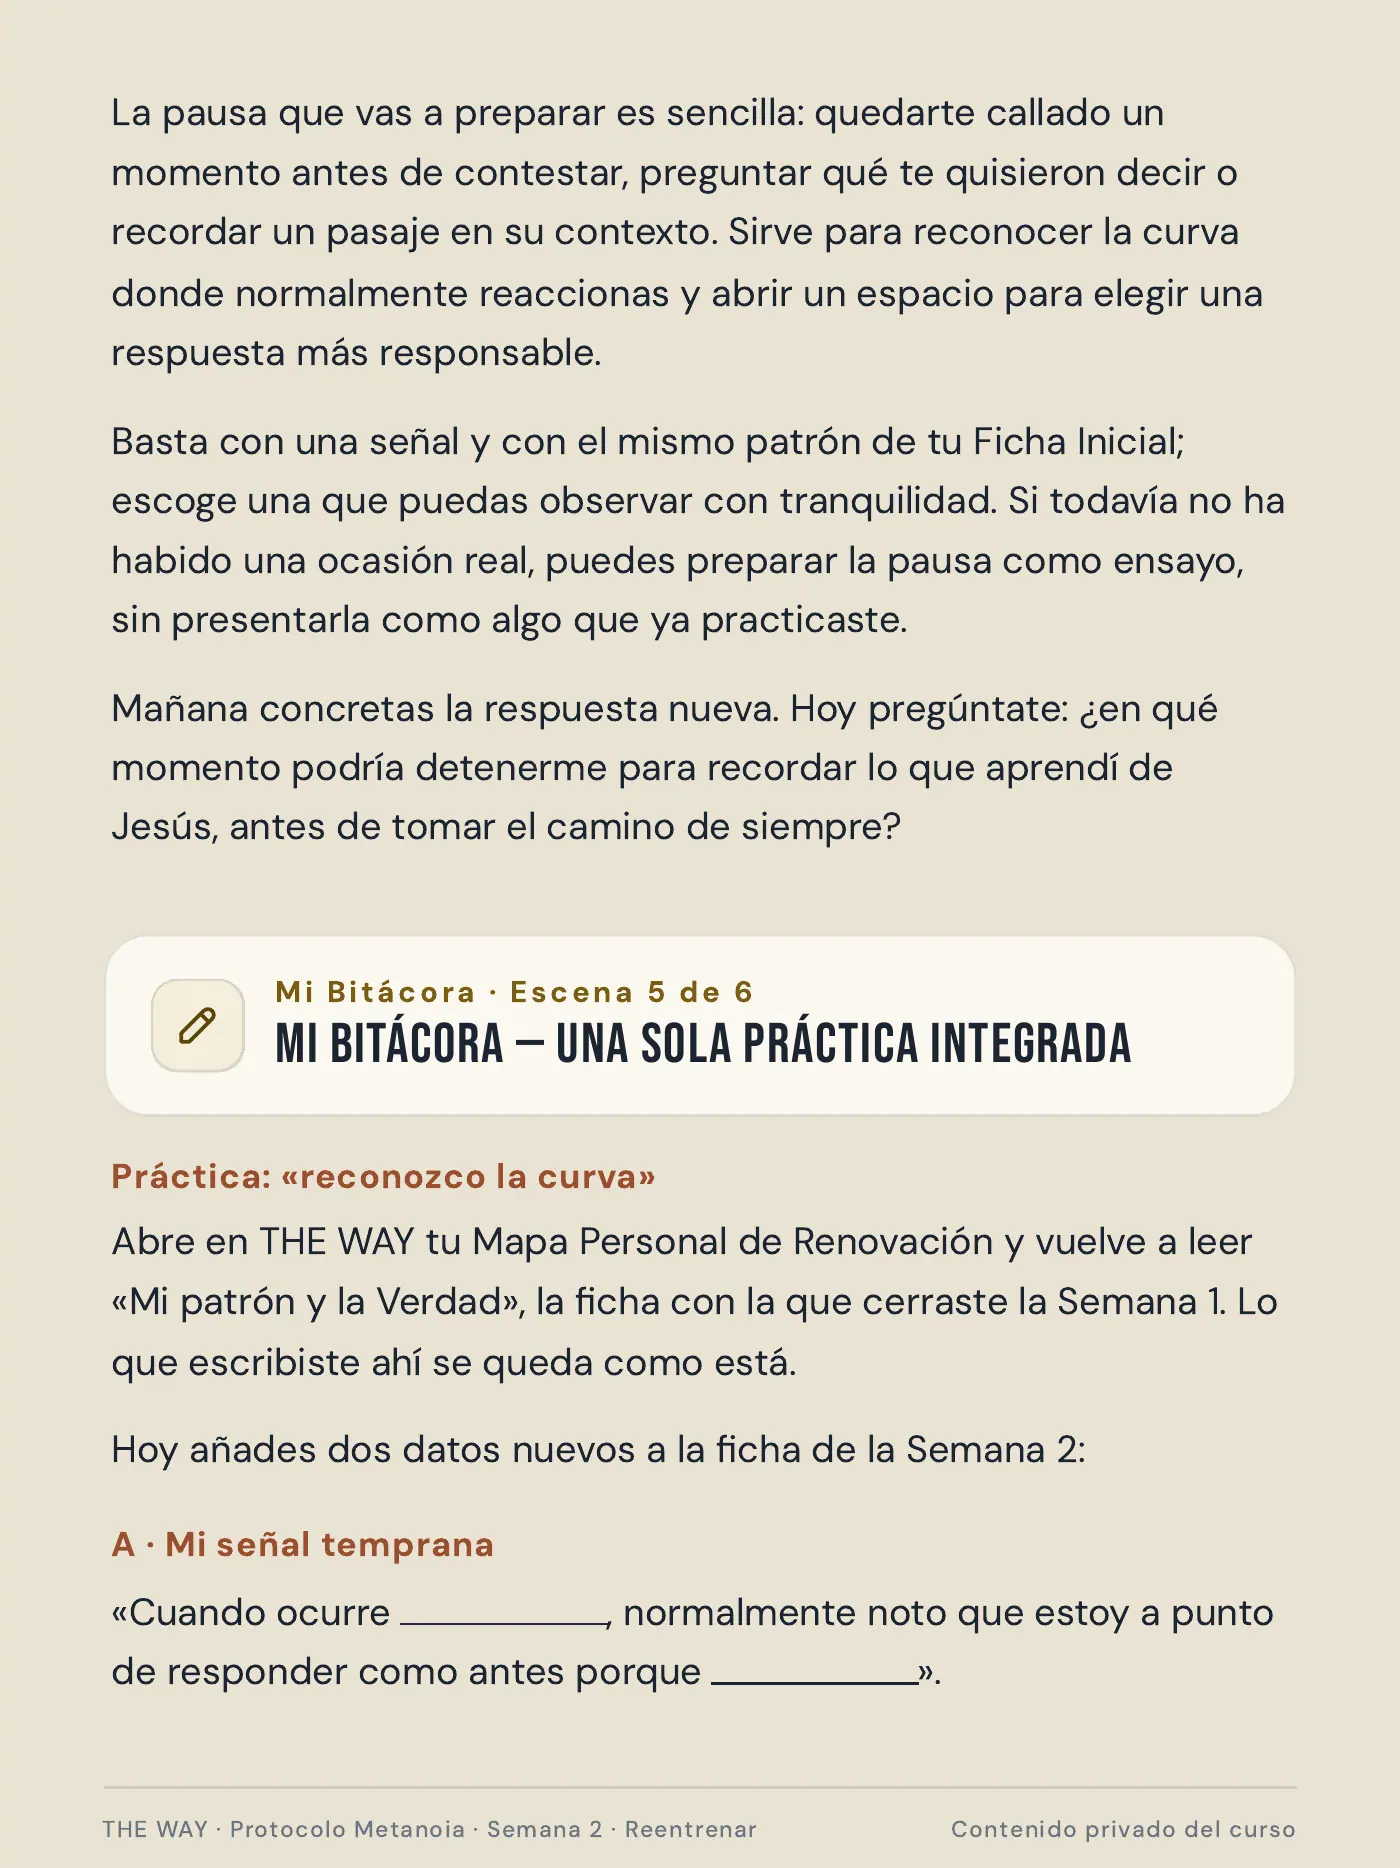 La pausa que vas a preparar es sencilla: quedarte callado un
momento antes de contestar, preguntar qué te quisieron decir o
recordar un pasaje en su contexto. Sirve para reconocer la curva
donde normalmente reaccionas y abrir un espacio para elegir una
respuesta más responsable.
Basta con una señal y con el mismo patrón de tu Ficha Inicial;
escoge una que puedas observar con tranquilidad. Si todavía no ha
habido una ocasión real, puedes preparar la pausa como ensayo,
sin presentarla como algo que ya practicaste.
Mañana concretas la respuesta nueva. Hoy pregúntate: ¿en qué
momento podría detenerme para recordar lo que aprendí de
Jesús, antes de tomar el camino de siempre?
Mi Bitácora · Escena 5 de 6
MI BITÁCORA — UNA SOLA PRÁCTICA INTEGRADA
Práctica: «reconozco la curva»
Abre en THE WAY tu Mapa Personal de Renovación y vuelve a leer
«Mi patrón y la Verdad», la ficha con la que cerraste la Semana 1. Lo
que escribiste ahí se queda como está.
Hoy añades dos datos nuevos a la ficha de la Semana 2:
A · Mi señal temprana
«Cuando ocurre __________, normalmente noto que estoy a punto
de responder como antes porque __________».
THE WAY · Protocolo Metanoia · Semana 2 · Reentrenar
Contenido privado del curso